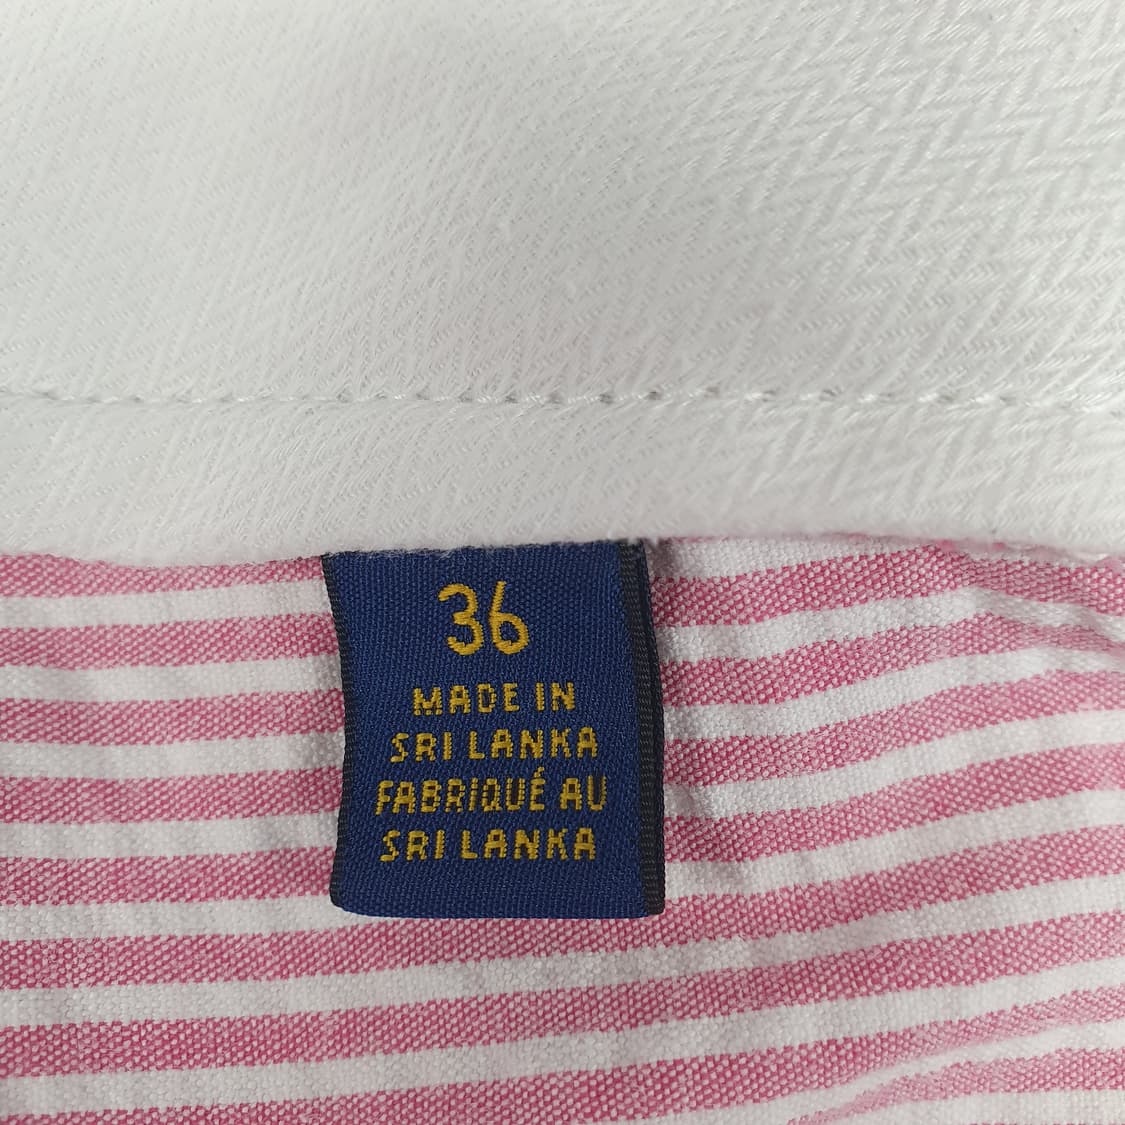 36
MADE IN
SRI LANKA
FABRIQUÉ AU
SRI LANKA